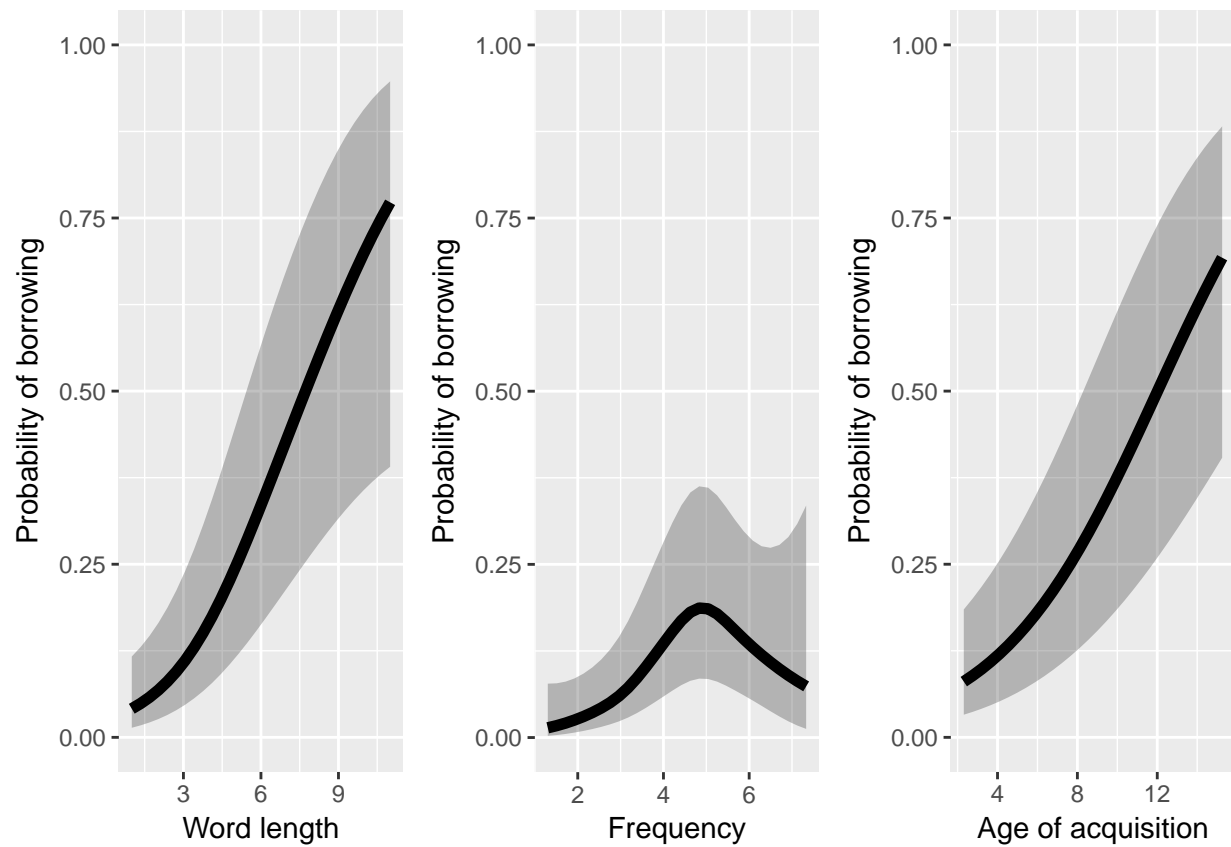 Probability of borrowing
1.00
0.75
0.50
0.25
0.00
3 6 9
Word length
Probability of borrowing
1.00
0.75
0.50
0.25
0.00
2 4 6
Frequency
Probability of borrowing
1.00
0.75
0.50
0.25
0.00
4 8 12
Age of acquisition